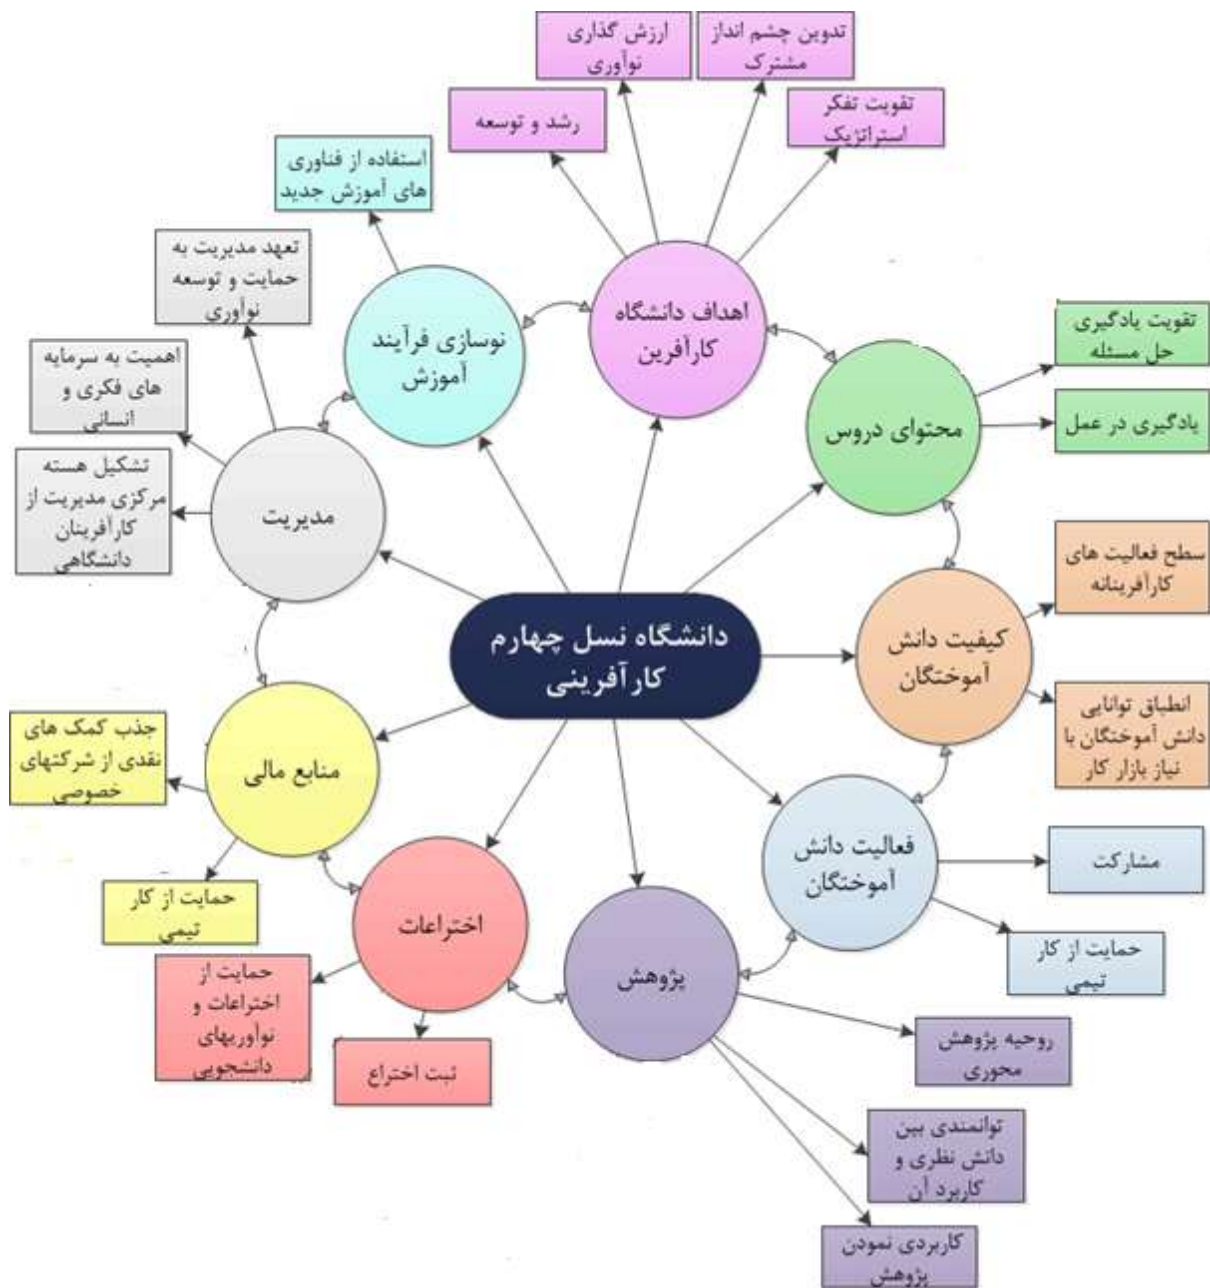 تدوین چشم انداز
مشترک
ارزش گذاری
نوآوری
تقویت تفکر
استراتژیک
رشد و توسعه
استفاده از فناوری
های آموزش جدید
تعهد مدیریت به
حمایت و توسعه
نوآوری
اهداف دانشگاه
کارآفرین
نوسازی فرآیند
آموزش
تقویت یادگیری
حل مسئله
اهمیت به سرمایه
های فکری و
انسانی
محتوای دروس
یادگیری در عمل
تشکیل هسته
مرکزی مدیریت از
کارآفرینان
دانشگاهی
مدیریت
سطح فعالیت های
کارآفرینانه
دانشگاه نسل چهارم
کارآفرینی
کیفیت دانش
آموختگان
انطباق توانایی
دانش آموختگان با
نیاز بازار کار
جذب کمک های
نقدی از شرکتهای
خصوصی
منابع مالی
فعالیت دانش
آموختگان
مشارکت
حمایت از کار
تیمی
اختراعات
پژوهش
حمایت از کار
تیمی
حمایت از
اختراعات و
نوآوریهای
دانشجویی
ثبت اختراع
روحیه پژوهش
محوری
توانمندی بین
دانش نظری و
کاربرد آن
کاربردی نمودن
پژوهش